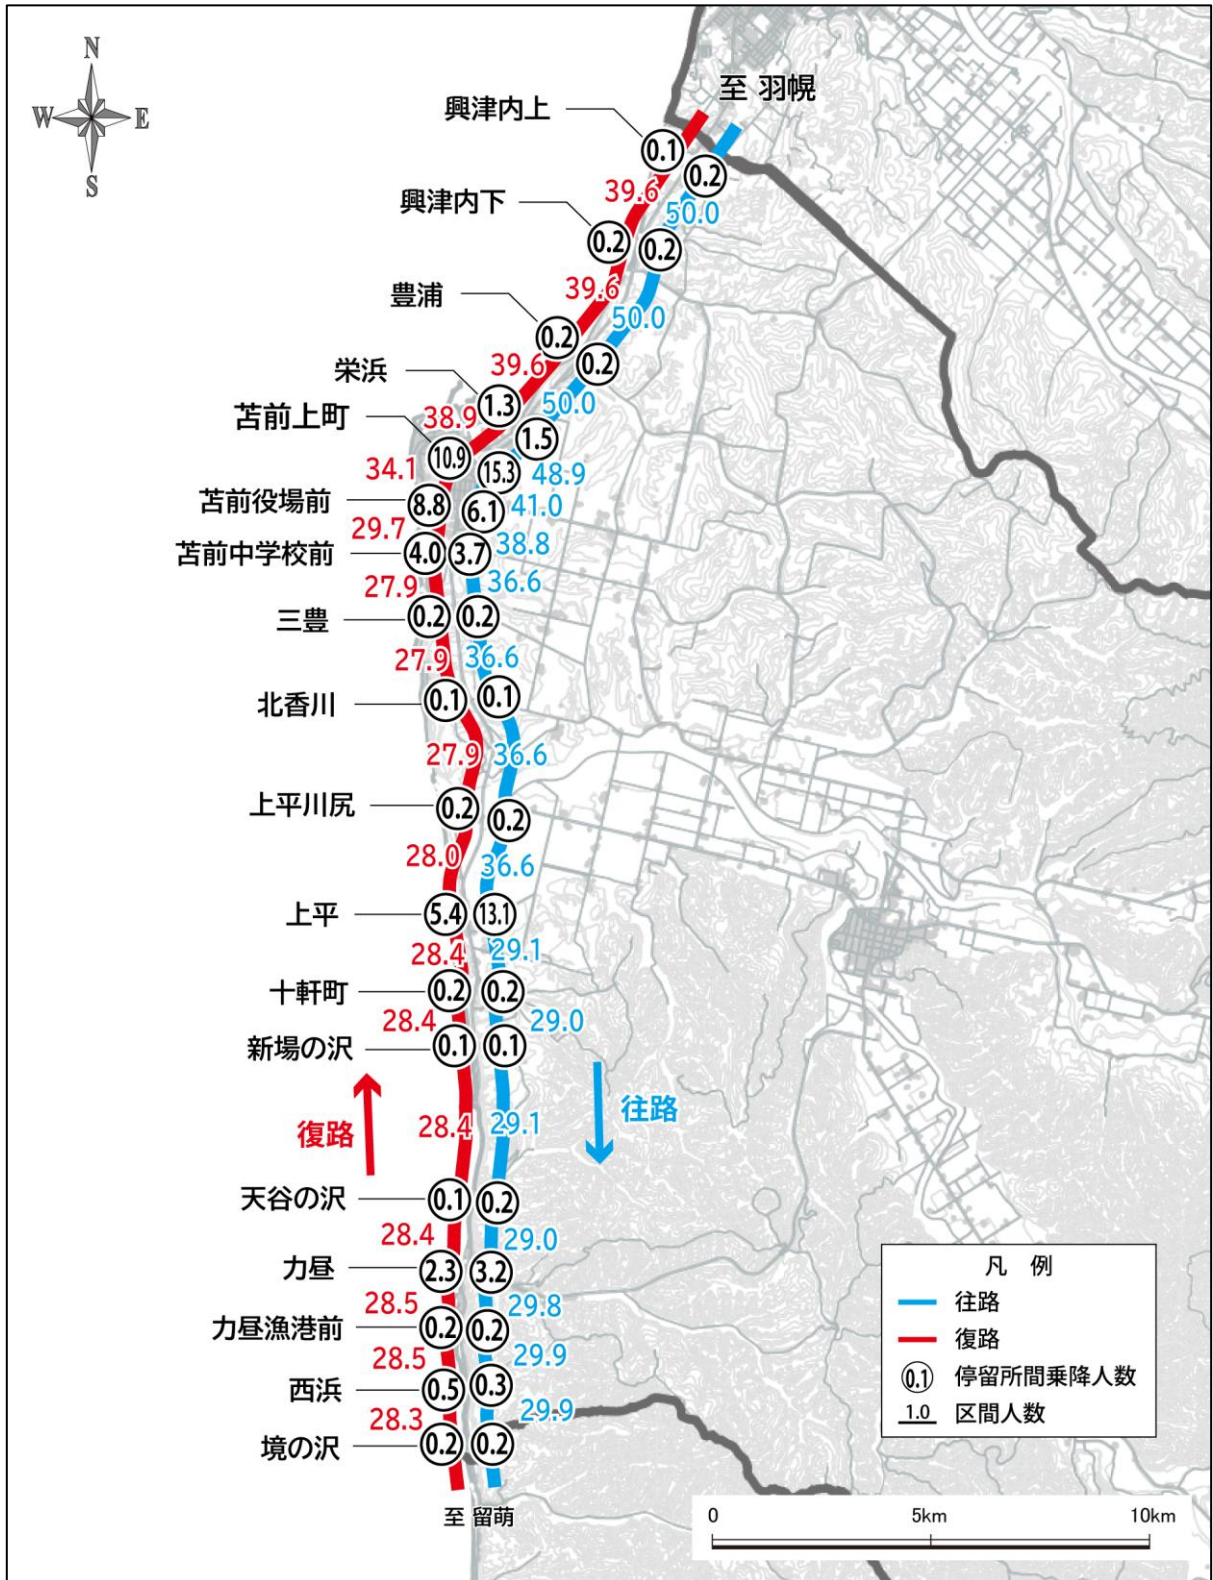 N
W E
S
至 羽幌
興津内上
0.1
0.2
39.6
50.0
興津内下
0.2
0.2
39.6
50.0
豊浦
0.2
0.2
39.6
50.0
栄浜
1.3
1.5
38.9
48.9
苫前上町
10.9
15.3
34.1
41.0
苫前役場前
8.8
6.1
29.7
38.8
苫前中学校前
4.0
3.7
27.9
36.6
三豊
0.2
0.2
27.9
36.6
北香川
0.1
0.1
27.9
36.6
上平川尻
0.2
0.2
28.0
36.6
上平
5.4
13.1
28.4
29.1
十軒町
0.2
0.2
28.4
29.0
新場の沢
0.1
0.1
復路
28.4
29.1
往路
天谷の沢
0.1
0.2
28.4
29.0
力昼
2.3
3.2
28.5
29.8
力昼漁港前
0.2
0.2
28.5
29.9
西浜
0.5
0.3
28.3
29.9
境の沢
0.2
0.2
至 留萌
凡 例
往路
復路
0.1 停留所間乗降人数
1.0 区間人数
0 5km 10km